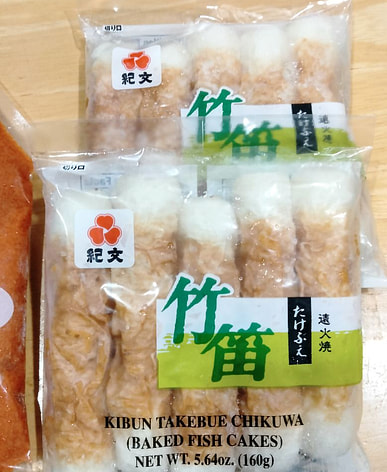 切り口
紀文
竹笛
たけぶえ
遠火焼
切り口
紀文
竹笛
たけぶえ
遠火焼
KIBUN TAKEBUE CHIKUWA
(BAKED FISH CAKES)
NET WT. 5.64oz. (160g)